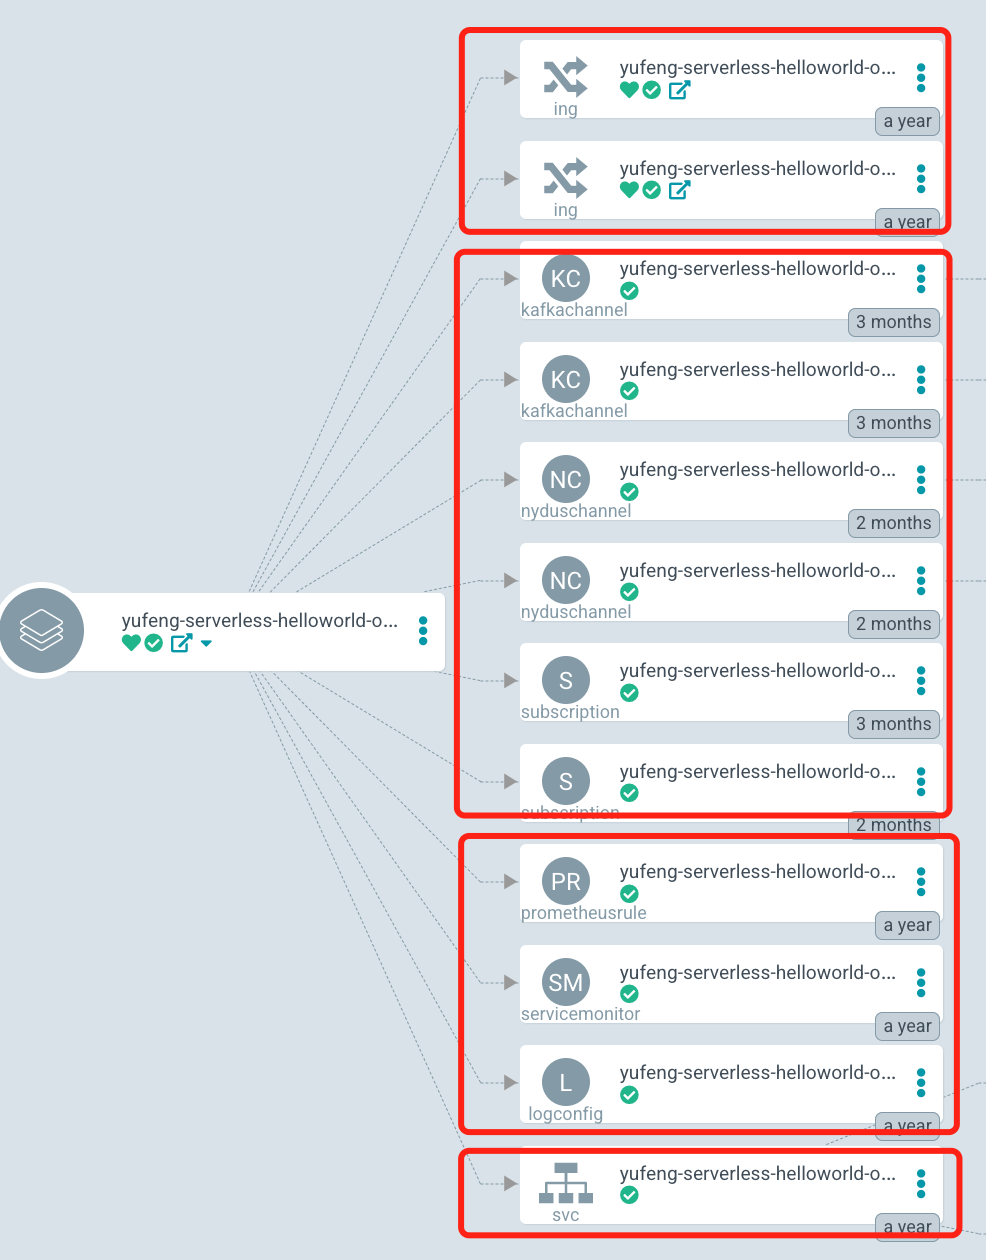 yufeng-serverless-helloworld-o...
ing
a year
yufeng-serverless-helloworld-o...
ing
a year
KC
yufeng-serverless-helloworld-o...
kafkachannel
3 months
KC
yufeng-serverless-helloworld-o...
kafkachannel
3 months
NC
yufeng-serverless-helloworld-o...
nyduschannel
2 months
NC
yufeng-serverless-helloworld-o...
nyduschannel
2 months
yufeng-serverless-helloworld-o...
S
yufeng-serverless-helloworld-o...
subscription
3 months
S
yufeng-serverless-helloworld-o...
subscription
2 months
PR
yufeng-serverless-helloworld-o...
prometheusrule
a year
SM
yufeng-serverless-helloworld-o...
servicemonitor
a year
L
yufeng-serverless-helloworld-o...
logconfig
a year
yufeng-serverless-helloworld-o...
svc
a year